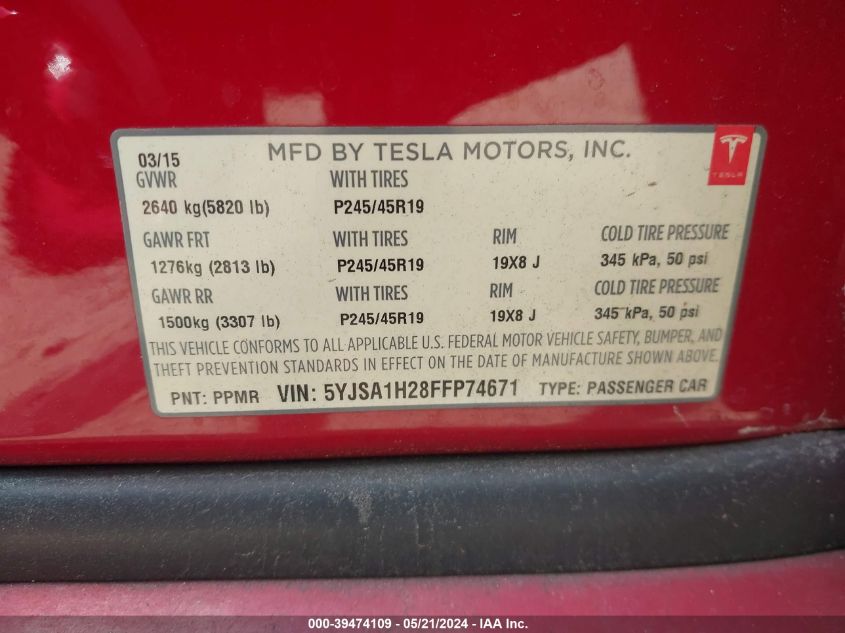 03/15 MFD BY TESLA MOTORS, INC.
TESLA
GVWR WITH TIRES
2640 kg(5820 lb) P245/45R19
GAWR FRT WITH TIRES RIM COLD TIRE PRESSURE
1276kg (2813 lb) P245/45R19 19X8 J 345 kPa, 50 psi
GAWR RR WITH TIRES RIM COLD TIRE PRESSURE
1500kg (3307 lb) P245/45R19 19X8 J 345 kPa, 50 psi
THIS VEHICLE CONFORMS TO ALL APPLICABLE U.S. FEDERAL MOTOR VEHICLE SAFETY, BUMPER, AND
THEFT PREVENTION STANDARDS IN EFFECT ON THE DATE OF MANUFACTURE SHOWN ABOVE.
PNT: PPMR VIN: 5YJSA1H28FFP74671 TYPE: PASSENGER CAR
000-39474109 - 05/21/2024 - IAA Inc.